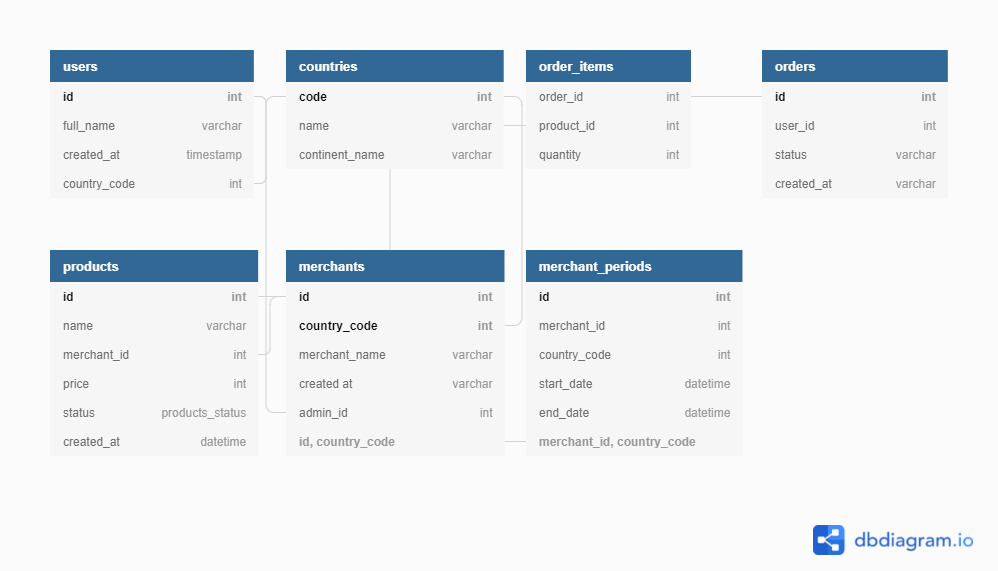 users
id int
full_name varchar
created_at timestamp
country_code int
countries
code int
name varchar
continent_name varchar
order_items
order_id int
product_id int
quantity int
orders
id int
user_id int
status varchar
created_at varchar
products
id int
name varchar
merchant_id int
price int
status products_status
created_at datetime
merchants
id int
country_code int
merchant_name varchar
created at varchar
admin_id int
id, country_code
merchant_periods
id int
merchant_id int
country_code int
start_date datetime
end_date datetime
merchant_id, country_code
dbdiagram.io